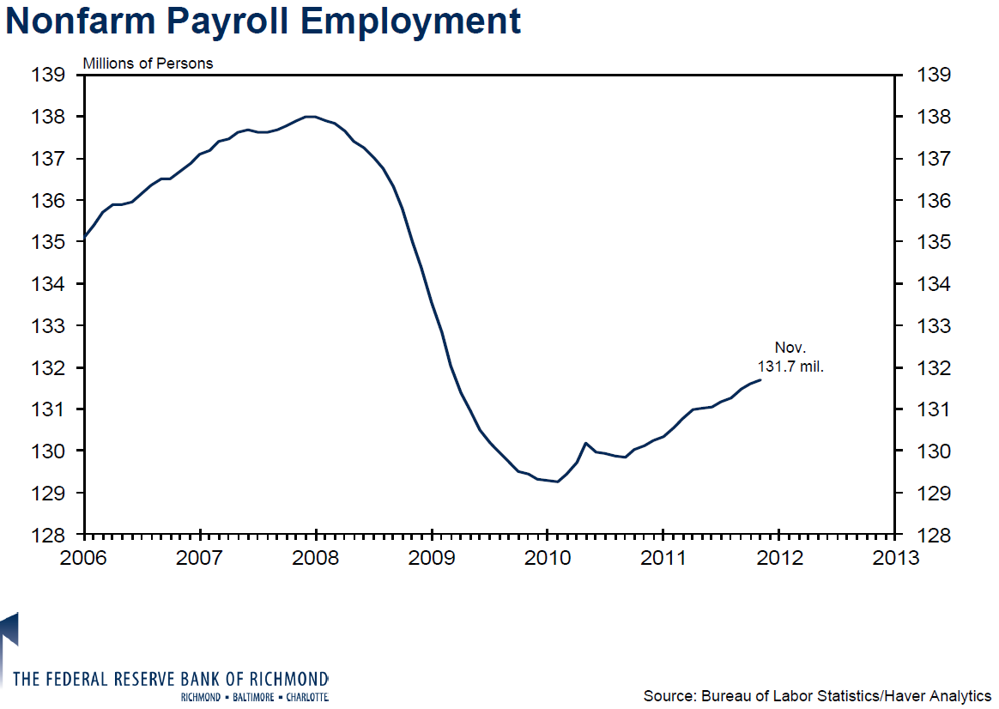 Nonfarm Payroll Employment
Millions of Persons
139 139
138 138
137 137
136 136
135 135
134 134
133 133
Nov.
132 131.7 mil. 132
131 131
130 130
129 129
128 128
2006 2007 2008 2009 2010 2011 2012 2013
THE FEDERAL RESERVE BANK OF RICHMOND
RICHMOND ▪ BALTIMORE ▪ CHARLOTTE
Source: Bureau of Labor Statistics/Haver Analytics